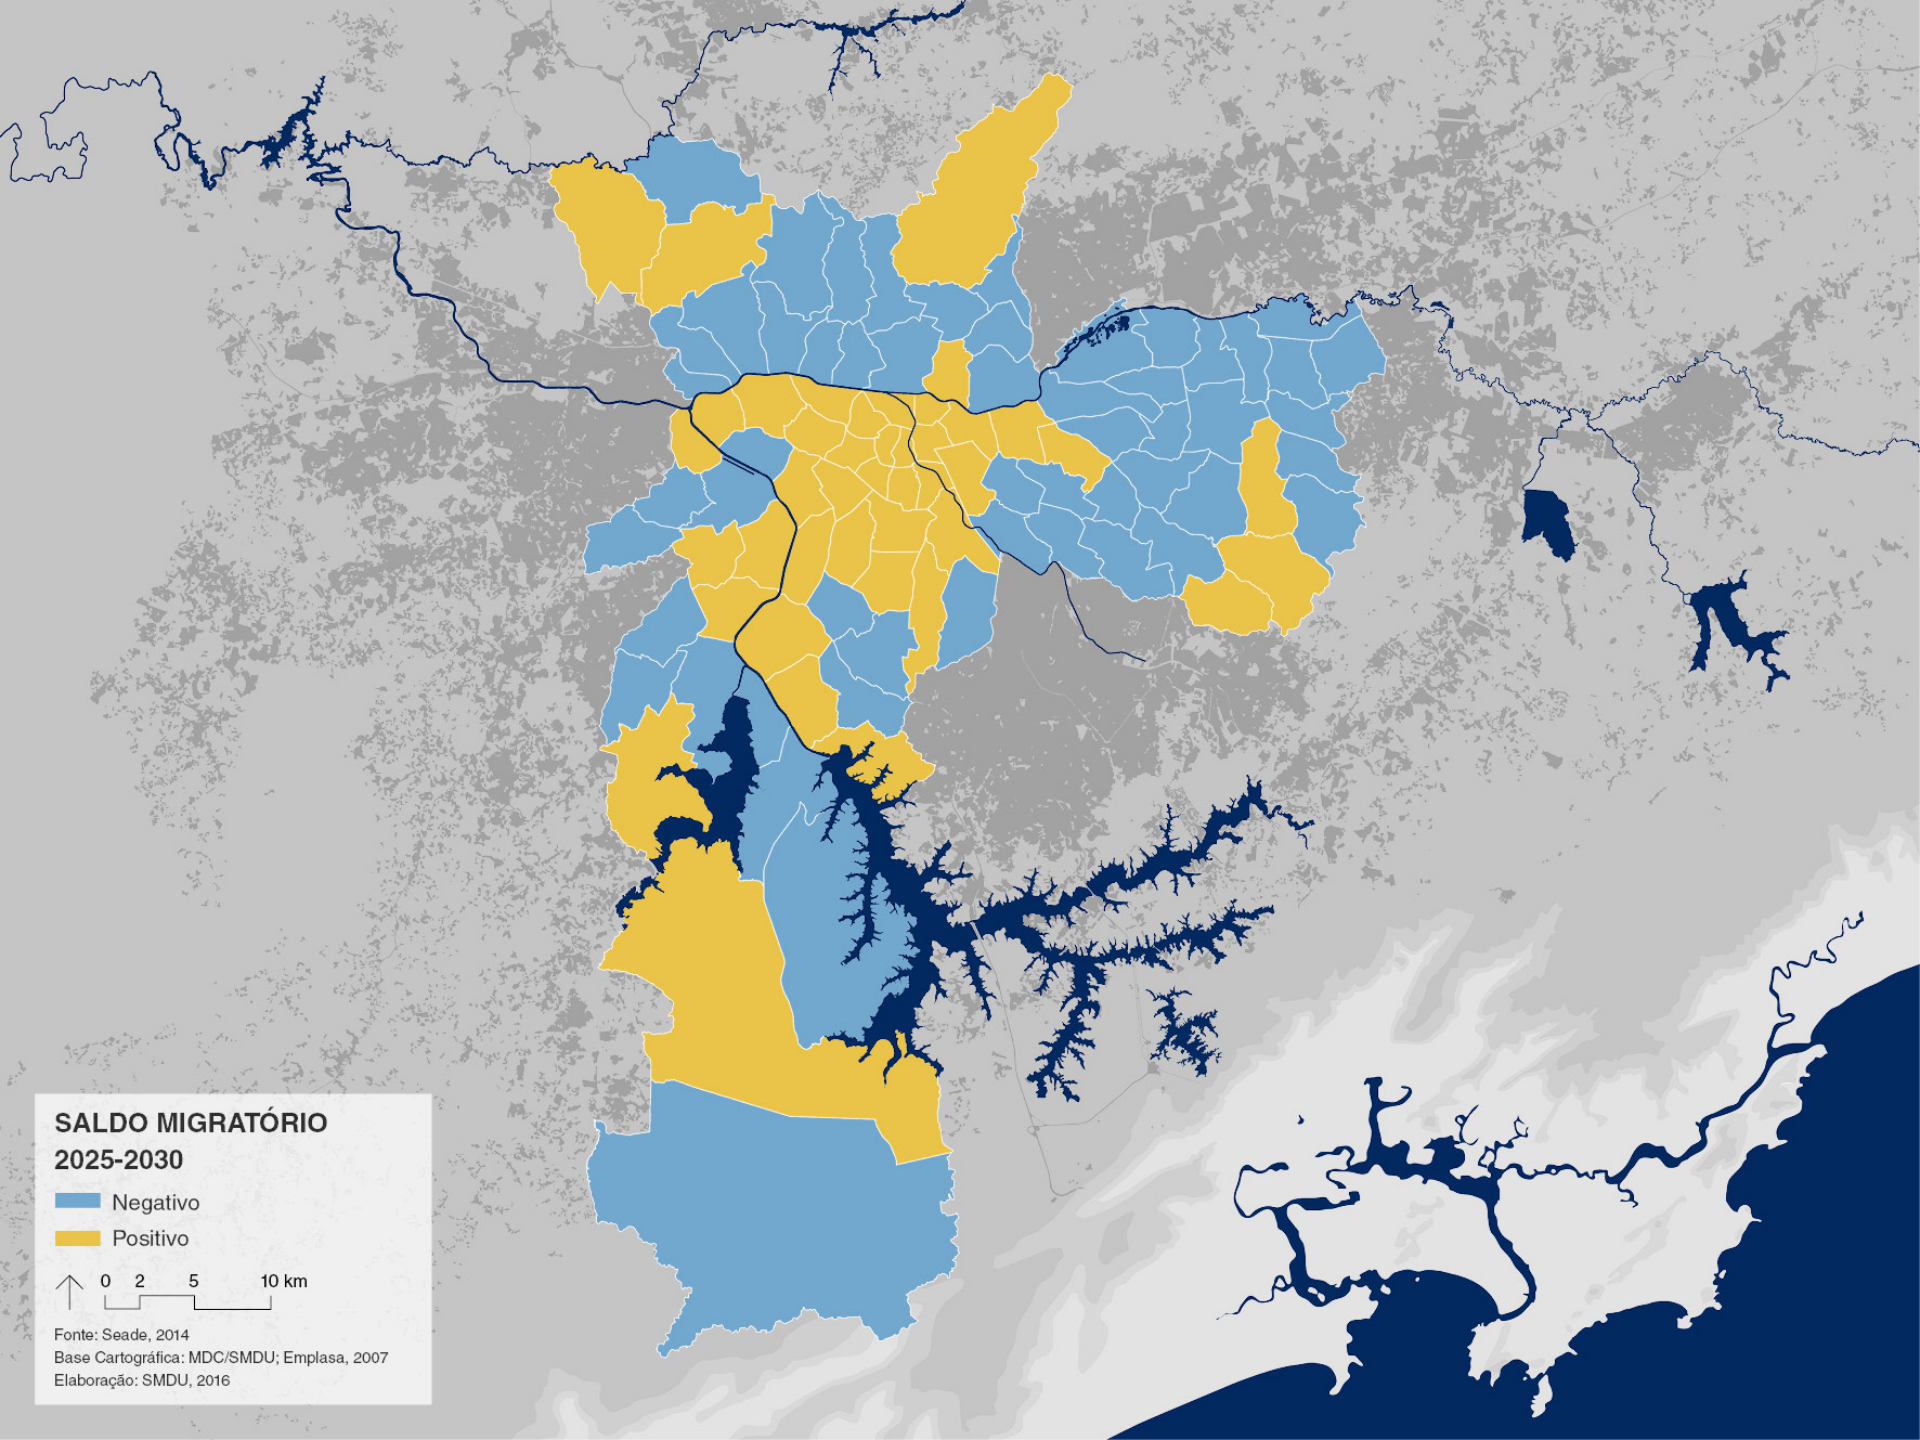 SALDO MIGRATÓRIO
2025-2030
Negativo
Positivo
0 2 5 10 km
Fonte: Seade, 2014
Base Cartográfica: MDC/SMDU; Emplasa, 2007
Elaboração: SMDU, 2016